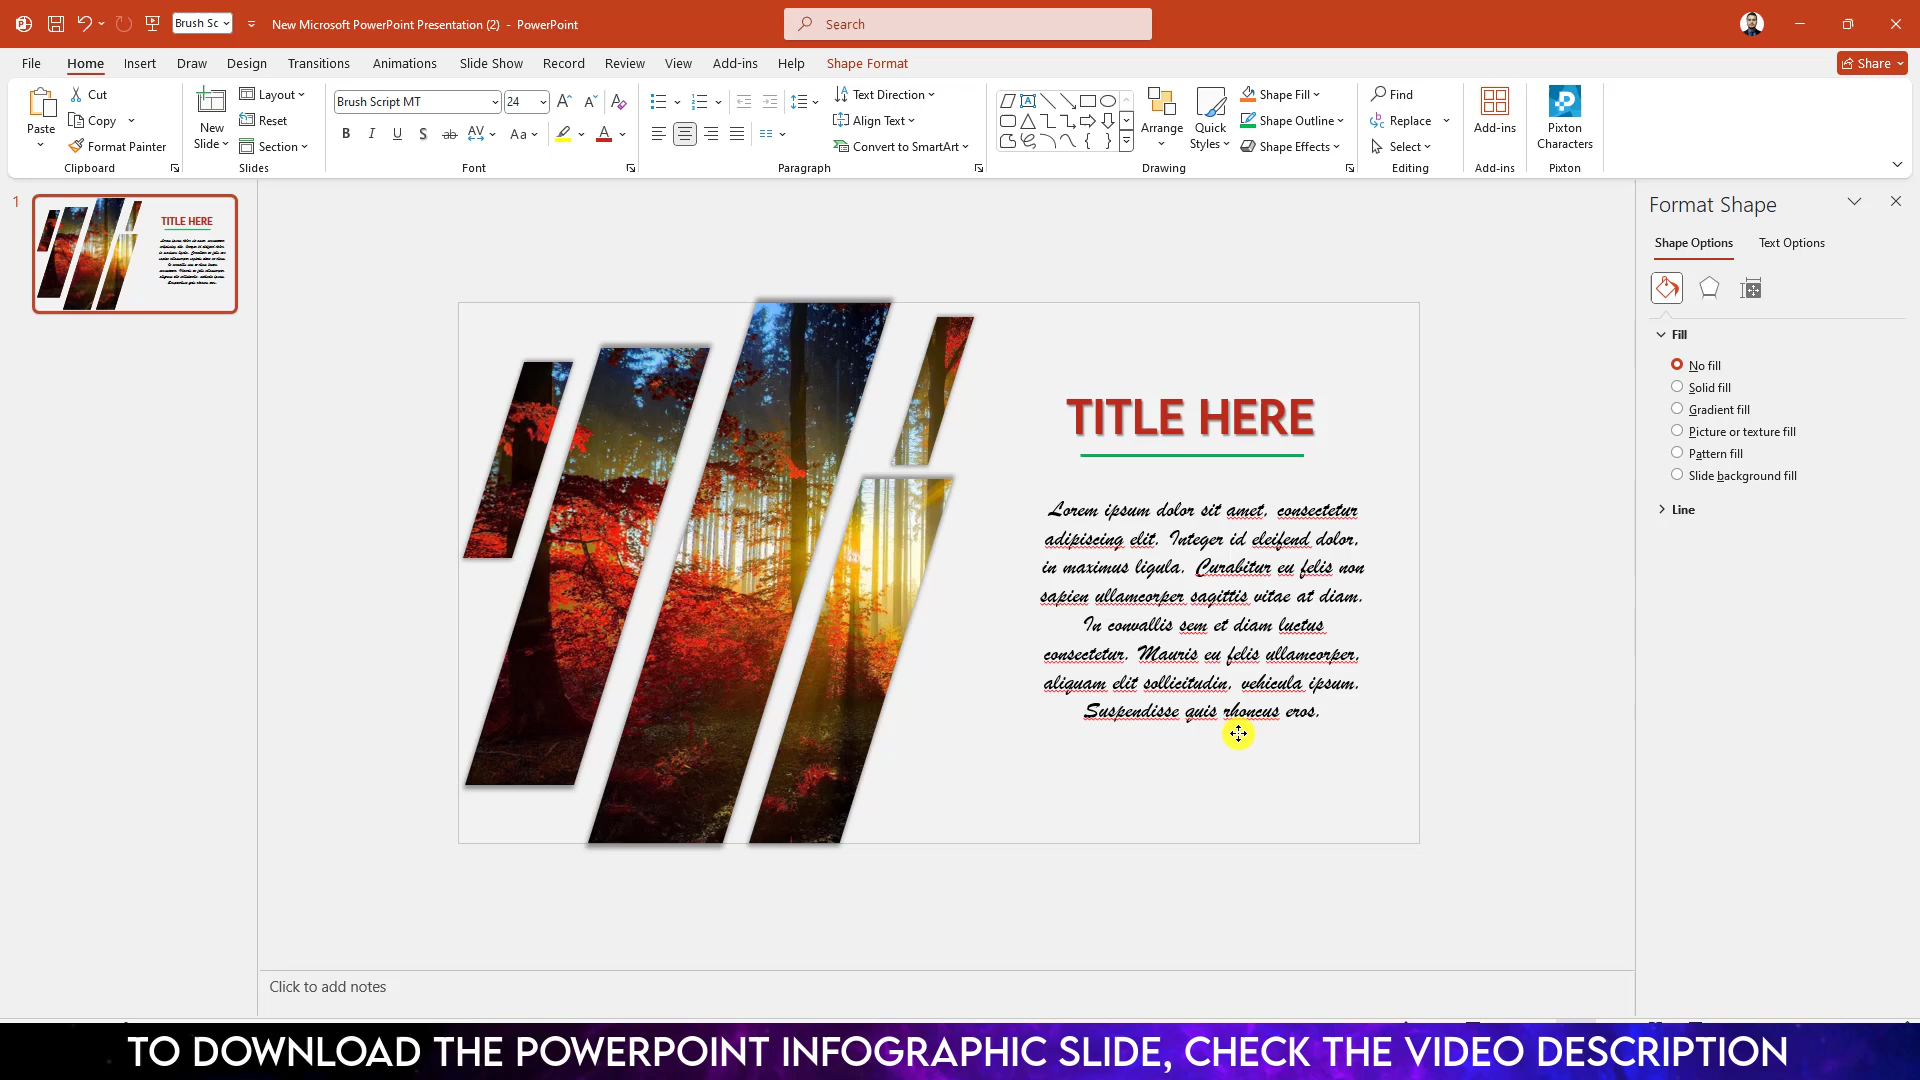 Brush Sc
New Microsoft PowerPoint Presentation (2) - PowerPoint
Search
File Home Insert Draw Design Transitions Animations Slide Show Record Review View Add-ins Help Shape Format
Share
Paste
Cut
Copy
Format Painter
Clipboard
New Slide
Layout
Reset
Section
Slides
Brush Script MT
24
B I U S ab AV Aa A
Font
Text Direction
Align Text
Convert to SmartArt
Paragraph
Arrange
Quick Styles
Shape Fill
Shape Outline
Shape Effects
Drawing
Find
Replace
Select
Editing
Add-ins
Add-ins
Pixton Characters
Pixton
1
TITLE HERE
TITLE HERE
Lorem ipsum dolor sit amet, consectetur
adipiscing elit. Integer id eleifend dolor,
in maximus ligula. Curabitur eu felis non
sapien ullamcorper sagittis vitae at diam.
In convallis sem et diam luctus
consectetur. Mauris eu felis ullamcorper,
aliquam elit sollicitudin, vehicula ipsum.
Suspendisse quis rhoncus eros.
Format Shape
Shape Options Text Options
Fill
No fill
Solid fill
Gradient fill
Picture or texture fill
Pattern fill
Slide background fill
Line
Click to add notes
TO DOWNLOAD THE POWERPOINT INFOGRAPHIC SLIDE, CHECK THE VIDEO DESCRIPTION